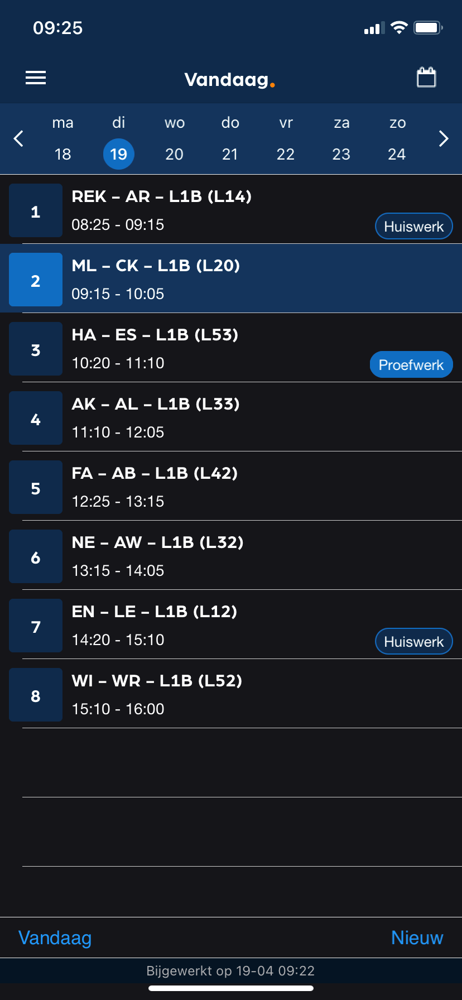 09:25
Vandaag.
ma di wo do vr za zo
18 19 20 21 22 23 24
1
REK – AR – L1B (L14)
08:25 - 09:15
Huiswerk
2
ML – CK – L1B (L20)
09:15 - 10:05
3
HA – ES – L1B (L53)
10:20 - 11:10
Proefwerk
4
AK – AL – L1B (L33)
11:10 - 12:05
5
FA – AB – L1B (L42)
12:25 - 13:15
6
NE – AW – L1B (L32)
13:15 - 14:05
7
EN – LE – L1B (L12)
14:20 - 15:10
Huiswerk
8
WI – WR – L1B (L52)
15:10 - 16:00
Vandaag
Nieuw
Bijgewerkt op 19-04 09:22